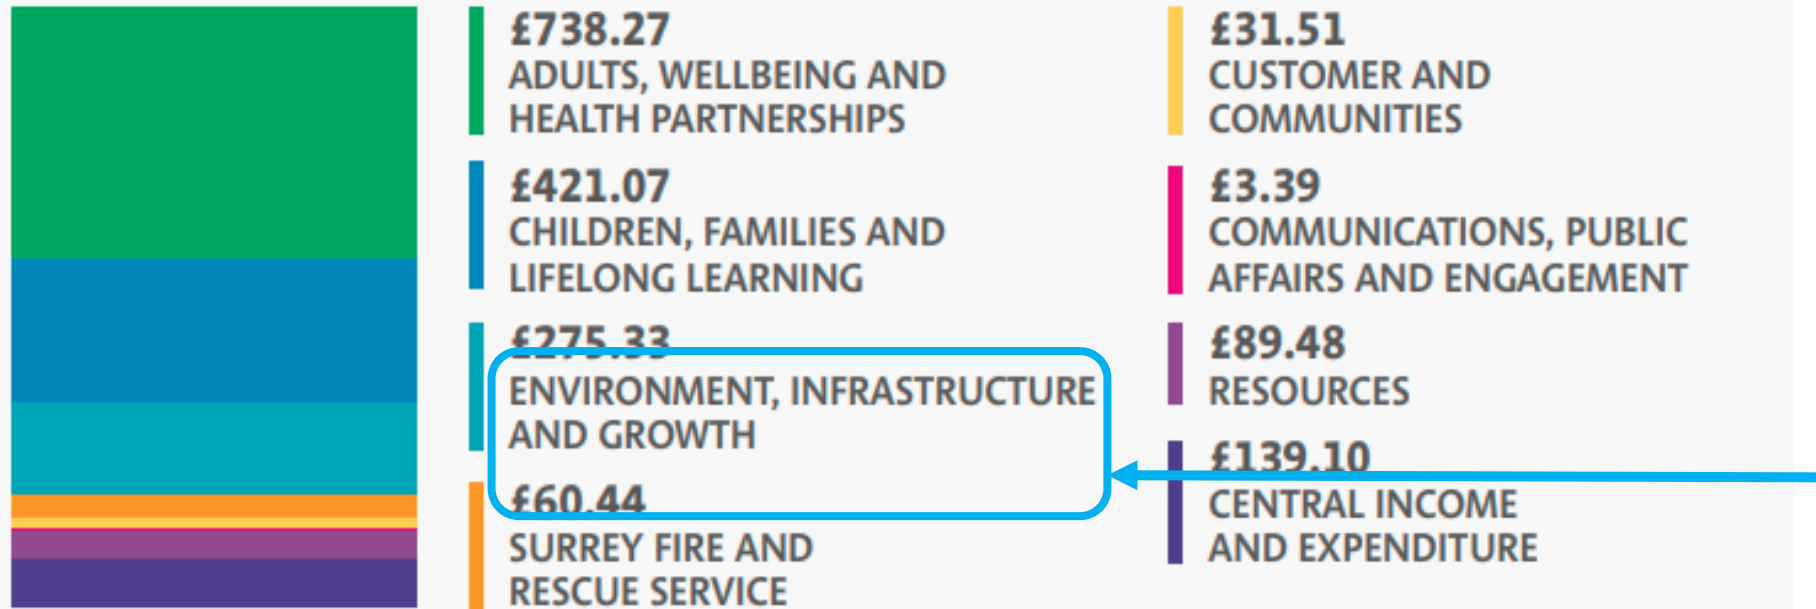 £738.27
ADULTS, WELLBEING AND
HEALTH PARTNERSHIPS
£421.07
CHILDREN, FAMILIES AND
LIFELONG LEARNING
£275.33
ENVIRONMENT, INFRASTRUCTURE
AND GROWTH
£60.44
SURREY FIRE AND
RESCUE SERVICE
£31.51
CUSTOMER AND
COMMUNITIES
£3.39
COMMUNICATIONS, PUBLIC
AFFAIRS AND ENGAGEMENT
£89.48
RESOURCES
£139.10
CENTRAL INCOME
AND EXPENDITURE